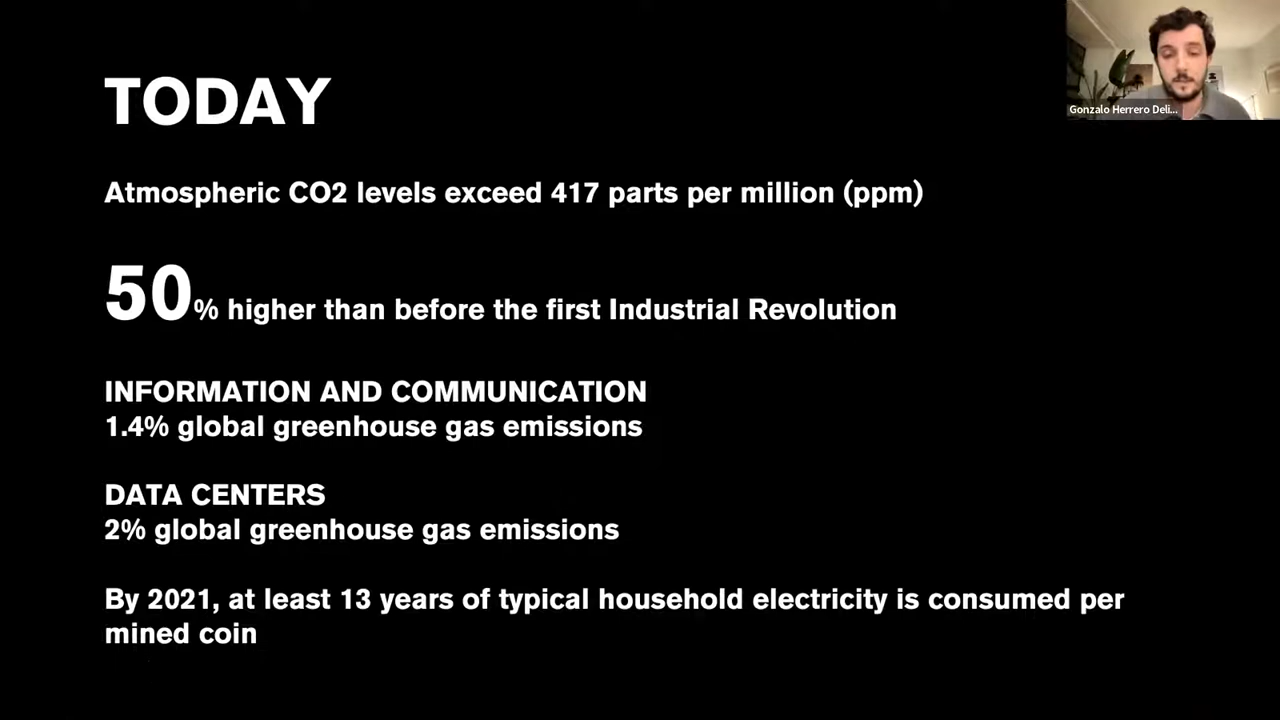 TODAY
Gonzalo Herrero Deli...
Atmospheric CO2 levels exceed 417 parts per million (ppm)
50% higher than before the first Industrial Revolution
INFORMATION AND COMMUNICATION
1.4% global greenhouse gas emissions
DATA CENTERS
2% global greenhouse gas emissions
By 2021, at least 13 years of typical household electricity is consumed per
mined coin